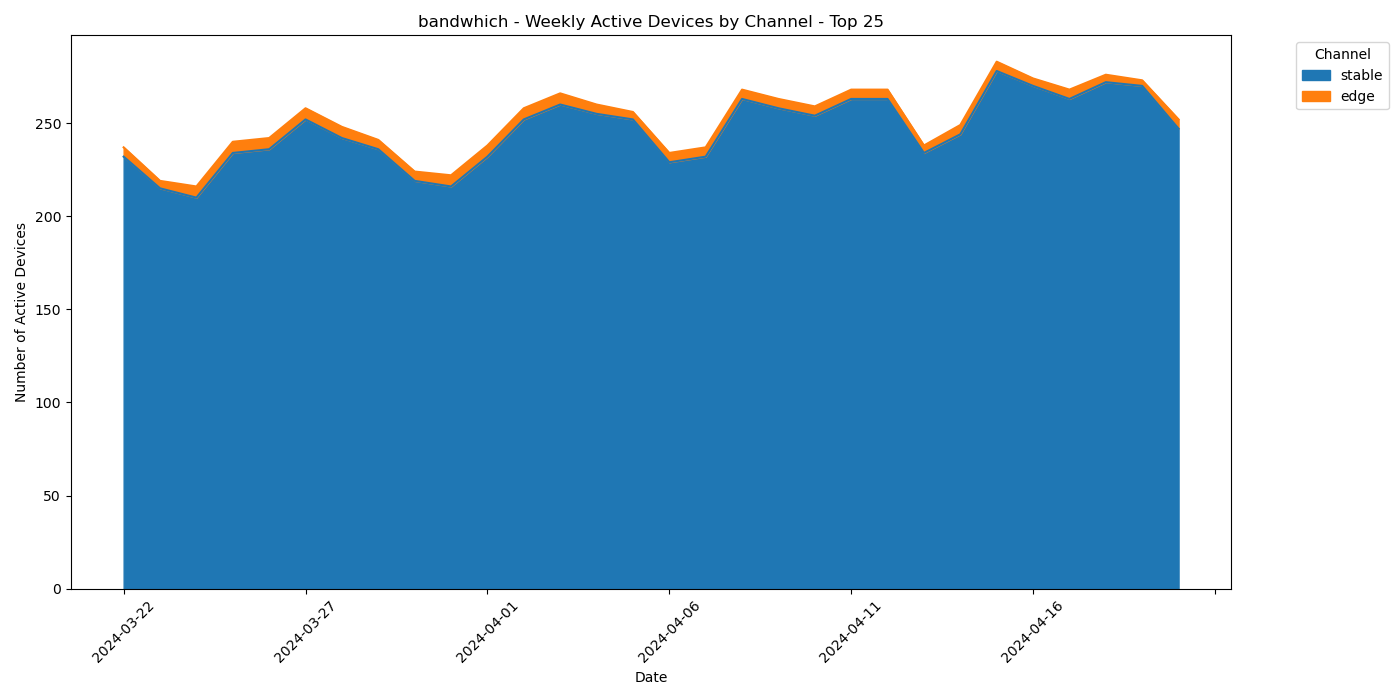 bandwhich - Weekly Active Devices by Channel - Top 25
Channel
stable
edge
Number of Active Devices
250
200
150
100
50
0
2024-03-22
2024-03-27
2024-04-01
2024-04-06
2024-04-11
2024-04-16
Date